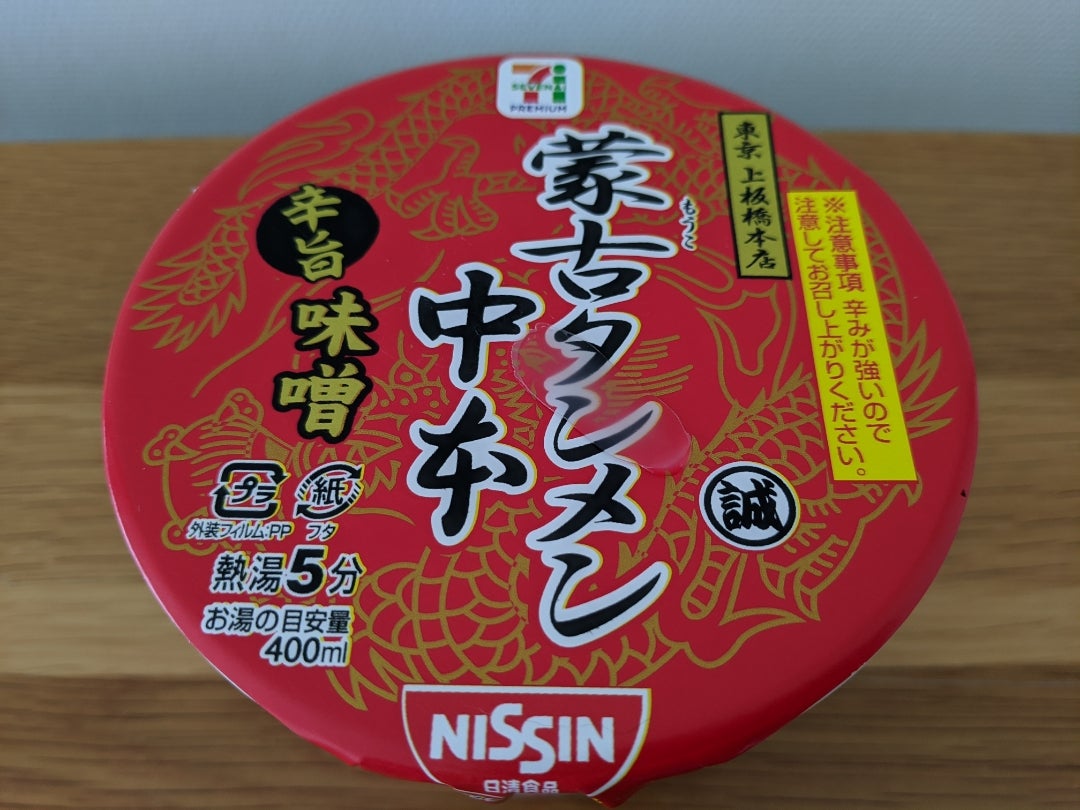 SEVEN&i
PREMIUM
東京 上板橋本店
※注意事項 辛みが強いので
注意してお召し上がりください。
蒙古タンメン
もうこ
中本
辛旨
味噌
誠
プラ
紙
外装フィルム:PP
フタ
熱湯5分
お湯の目安量
400ml
NISSIN
日清食品